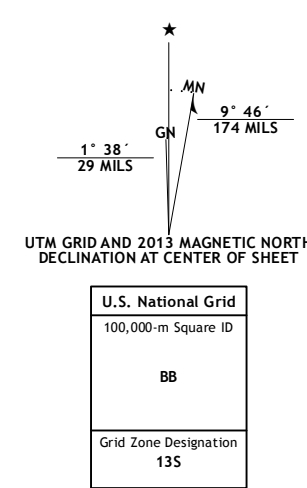 ★
MN
GN
9° 46´
174 MILS
1° 38´
29 MILS
UTM GRID AND 2013 MAGNETIC NORTH
DECLINATION AT CENTER OF SHEET
U.S. National Grid
100,000-m Square ID
BB
Grid Zone Designation
13S